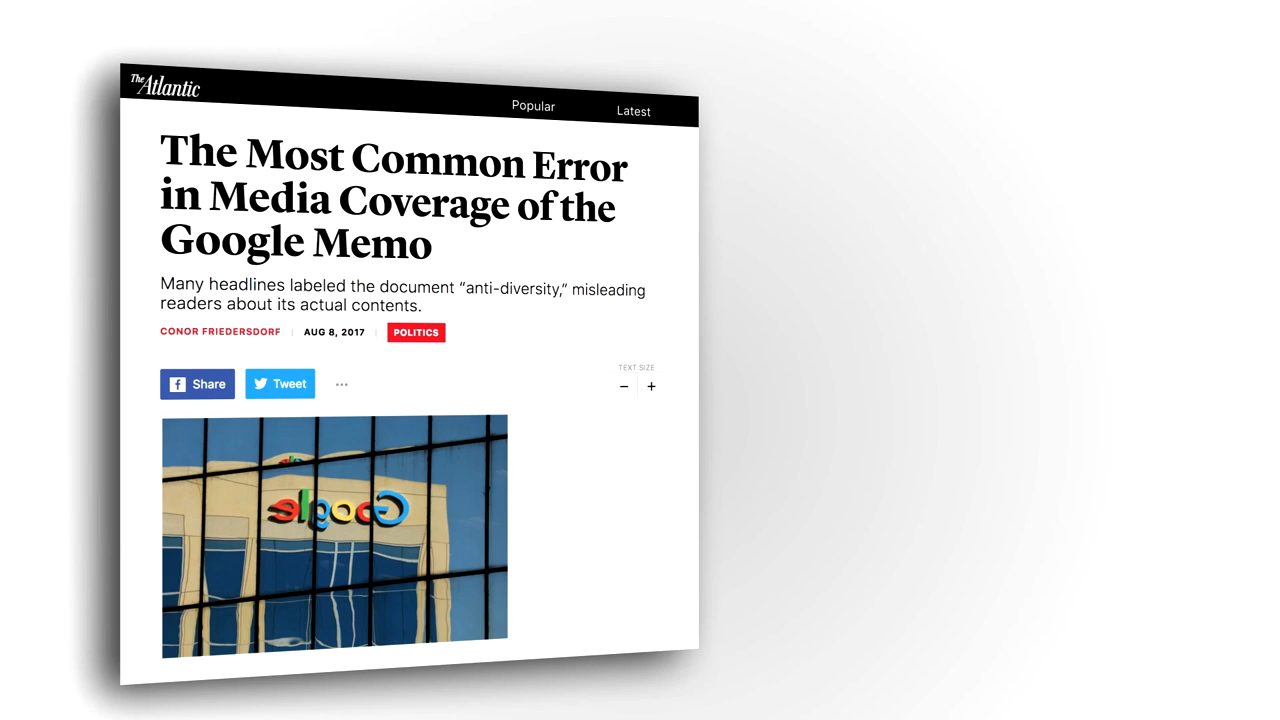 The Atlantic
Popular
Latest
The Most Common Error
in Media Coverage of the
Google Memo
Many headlines labeled the document “anti-diversity,” misleading
readers about its actual contents.
CONOR FRIEDERSDORF
AUG 8, 2017
POLITICS
Share
Tweet
TEXT SIZE
− +
Google